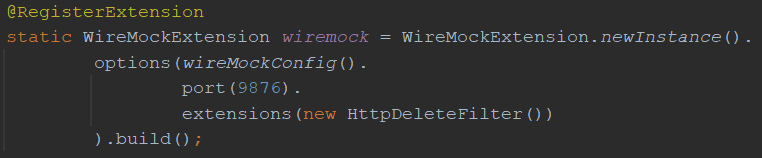 @RegisterExtension
static WireMockExtension wiremock = WireMockExtension.newInstance().
options(wireMockConfig().
port(9876).
extensions(new HttpDeleteFilter())
).build();